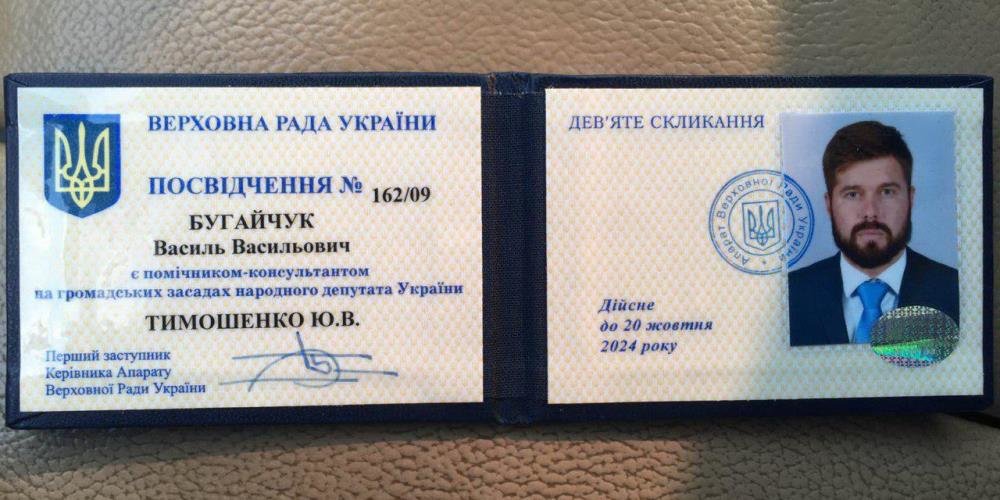 ВЕРХОВНА РАДА УКРАЇНИ
ПОСВІДЧЕННЯ № 162/09
БУГАЙЧУК
Василь Васильович
є помічником-консультантом
на громадських засадах народного депутата України
ТИМОШЕНКО Ю.В.
Перший заступник
Керівника Апарату
Верховної Ради України
ДЕВ'ЯТЕ СКЛИКАННЯ
Апарат Верховної Ради України
Дійсне
до 20 жовтня
2024 року